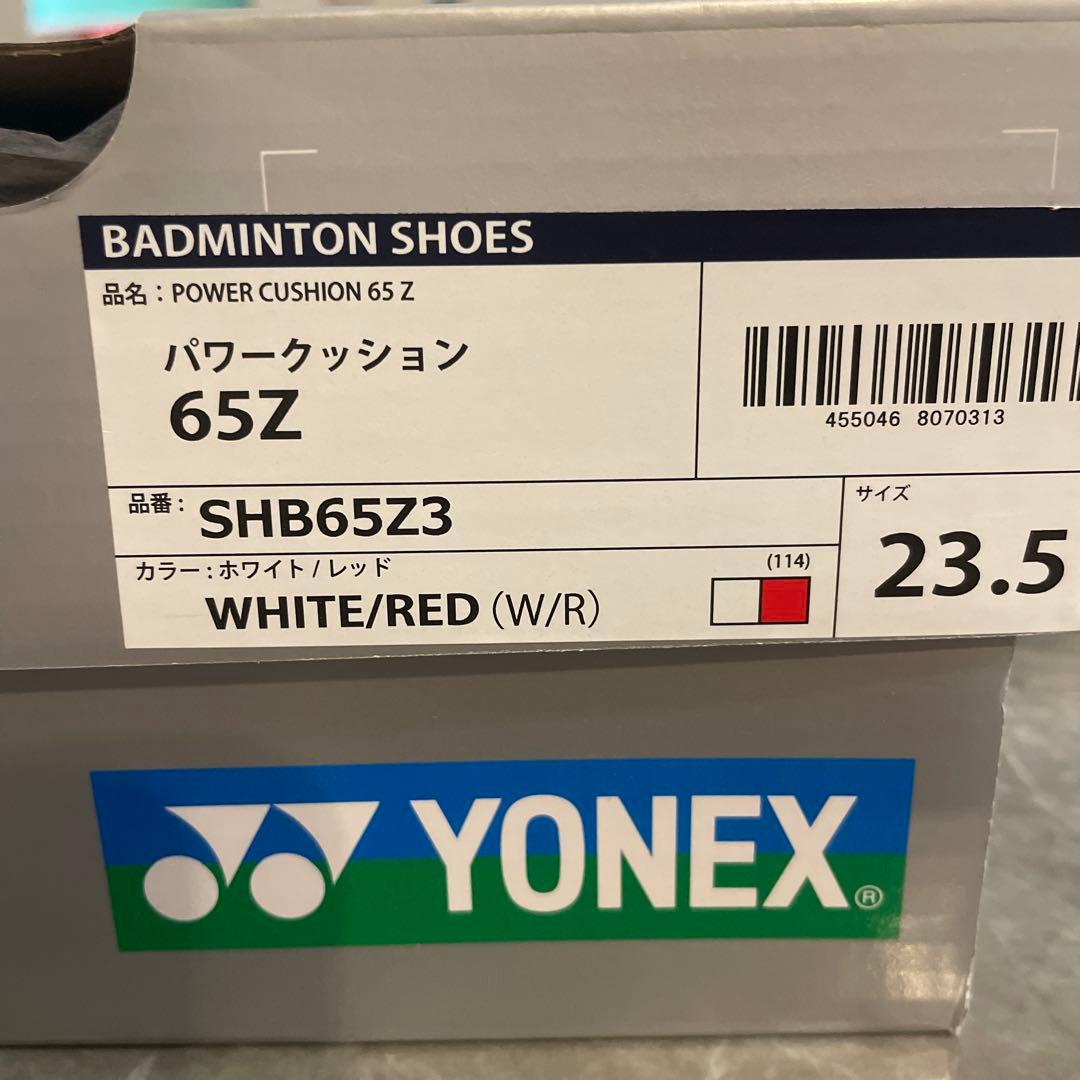 BADMINTON SHOES
品名：POWER CUSHION 65 Z
パワークッション
65Z
455046 8070313
品番：SHB65Z3
サイズ
23.5
カラー：ホワイト / レッド
(114)
WHITE/RED (W/R)
YONEX®